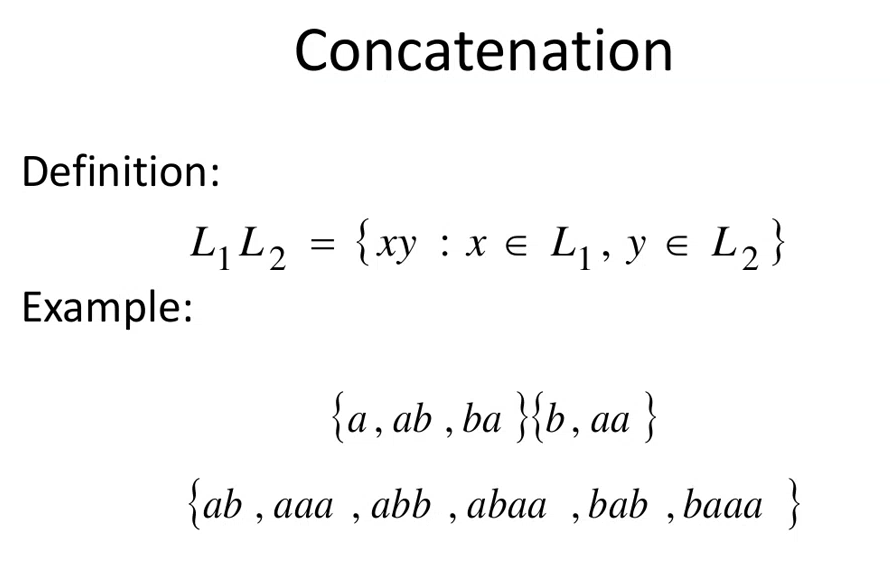 Concatenation
Definition:
L₁L₂ = {xy : x ∈ L₁, y ∈ L₂}
Example:
{a, ab, ba}{b, aa}
{ab, aaa, abb, abaa, bab, baaa}